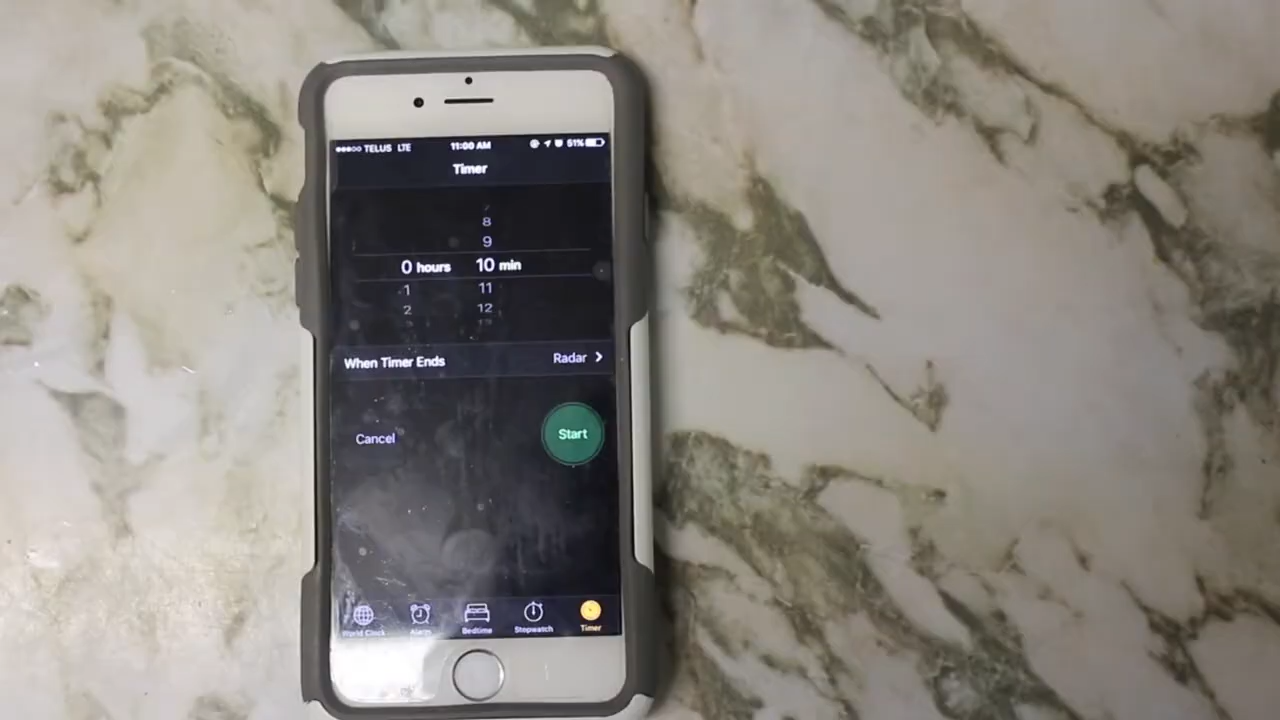 TELUS LTE 11:00 AM 51%
Timer
8
9
0 hours 10 min
1 11
2 12
When Timer Ends Radar
Cancel Start
World Clock Alarm Bedtime Stopwatch Timer